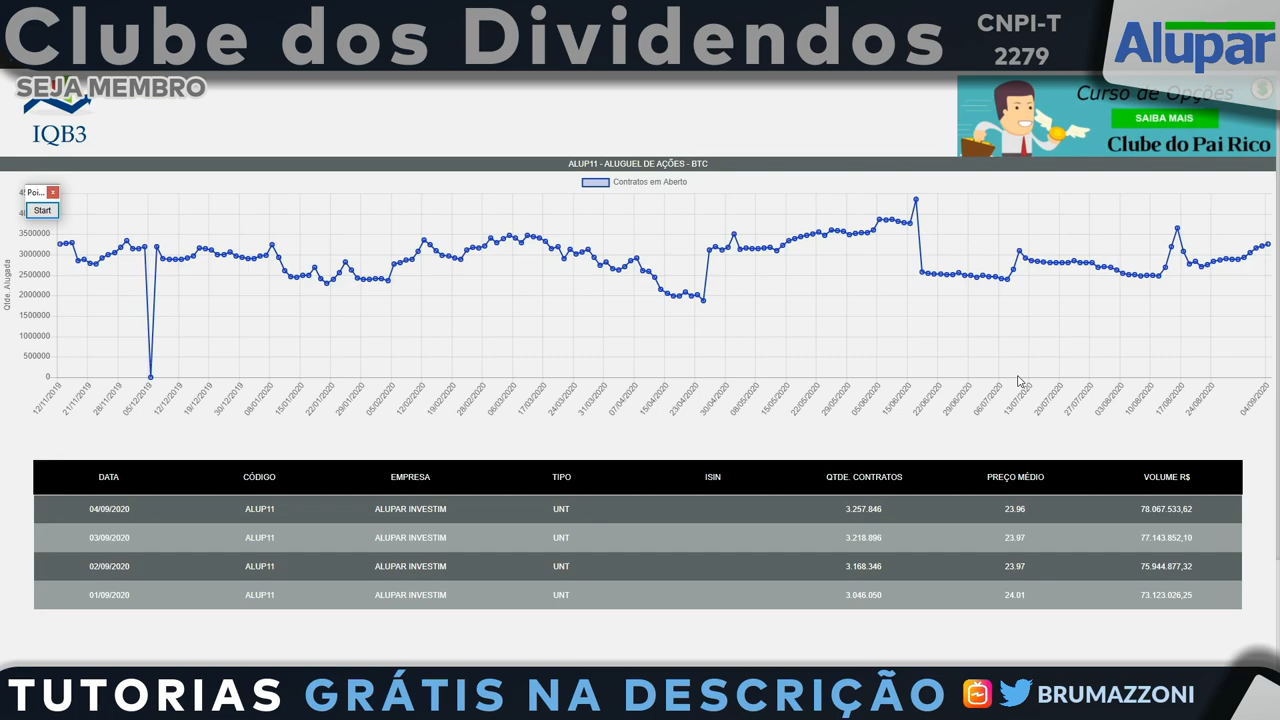 Clube dos Dividendos
CNPI-T
2279
Alupar
SEJA MEMBRO
IQB3
Curso de Opções
SAIBA MAIS
Clube do Pai Rico
ALUP11 - ALUGUEL DE AÇÕES - BTC
Contratos em Aberto
Poi... x
Start
Qtde. Alugada
3500000
3000000
2500000
2000000
1500000
1000000
500000
0
12/11/2019 21/11/2019 28/11/2019 05/12/2019 12/12/2019 19/12/2019 30/12/2019 08/01/2020 15/01/2020 22/01/2020 29/01/2020 05/02/2020 12/02/2020 19/02/2020 28/02/2020 06/03/2020 13/03/2020 17/03/2020 24/03/2020 31/03/2020 07/04/2020 15/04/2020 23/04/2020 30/04/2020 08/05/2020 15/05/2020 22/05/2020 29/05/2020 05/06/2020 15/06/2020 22/06/2020 29/06/2020 06/07/2020 13/07/2020 20/07/2020 27/07/2020 03/08/2020 10/08/2020 17/08/2020 24/08/2020 04/09/2020
DATA CÓDIGO EMPRESA TIPO ISIN QTDE. CONTRATOS PREÇO MÉDIO VOLUME R$
04/09/2020 ALUP11 ALUPAR INVESTIM UNT 3.257.846 23.96 78.067.533,62
03/09/2020 ALUP11 ALUPAR INVESTIM UNT 3.218.896 23.97 77.143.852,10
02/09/2020 ALUP11 ALUPAR INVESTIM UNT 3.168.346 23.97 75.944.877,32
01/09/2020 ALUP11 ALUPAR INVESTIM UNT 3.046.050 24.01 73.123.026,25
TUTORIAS GRÁTIS NA DESCRIÇÃO BRUMAZZONI